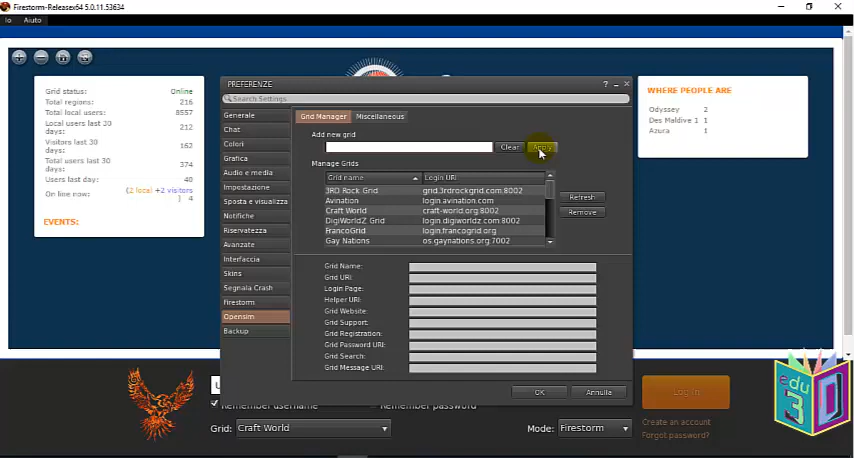 Firestorm-Releasex64 5.0.11.53634
Io Aiuto
Grid status: Online
Total regions: 216
Total local users: 8557
Local users last 30 days: 212
Visitors last 30 days: 162
Total users last 30 days: 374
Users last day: 40
On line now: (2 local +2 visitors) 4
EVENTS:
WHERE PEOPLE ARE
Odyssey 2
Des Maldive 1 1
Azura 1
PREFERENZE
? _ ×
Search Settings
Generale
Chat
Colori
Grafica
Audio e media
Impostazione
Sposta e visualizza
Notifiche
Riservatezza
Avanzate
Interfaccia
Skins
Segnala Crash
Firestorm
Opensim
Backup
Grid Manager Miscellaneous
Add new grid
Clear Apply
Manage Grids
Grid name Login URI
3RD Rock Grid grid.3rdrockgrid.com:8002
Avination login.avination.com
Craft World craft-world.org:8002
DigiWorldz Grid login.digiworldz.com:8002
FrancoGrid login.francogrid.org
Gay Nations os.gaynations.org:7002
Refresh
Remove
Grid Name:
Grid URI:
Login Page:
Helper URI:
Grid Website:
Grid Support:
Grid Registration:
Grid Password URI:
Grid Search:
Grid Message URI:
OK Annulla
Remember username Remember password
Grid: Craft World
Mode: Firestorm
Log In
Create an account
Forgot password?
edu
3D